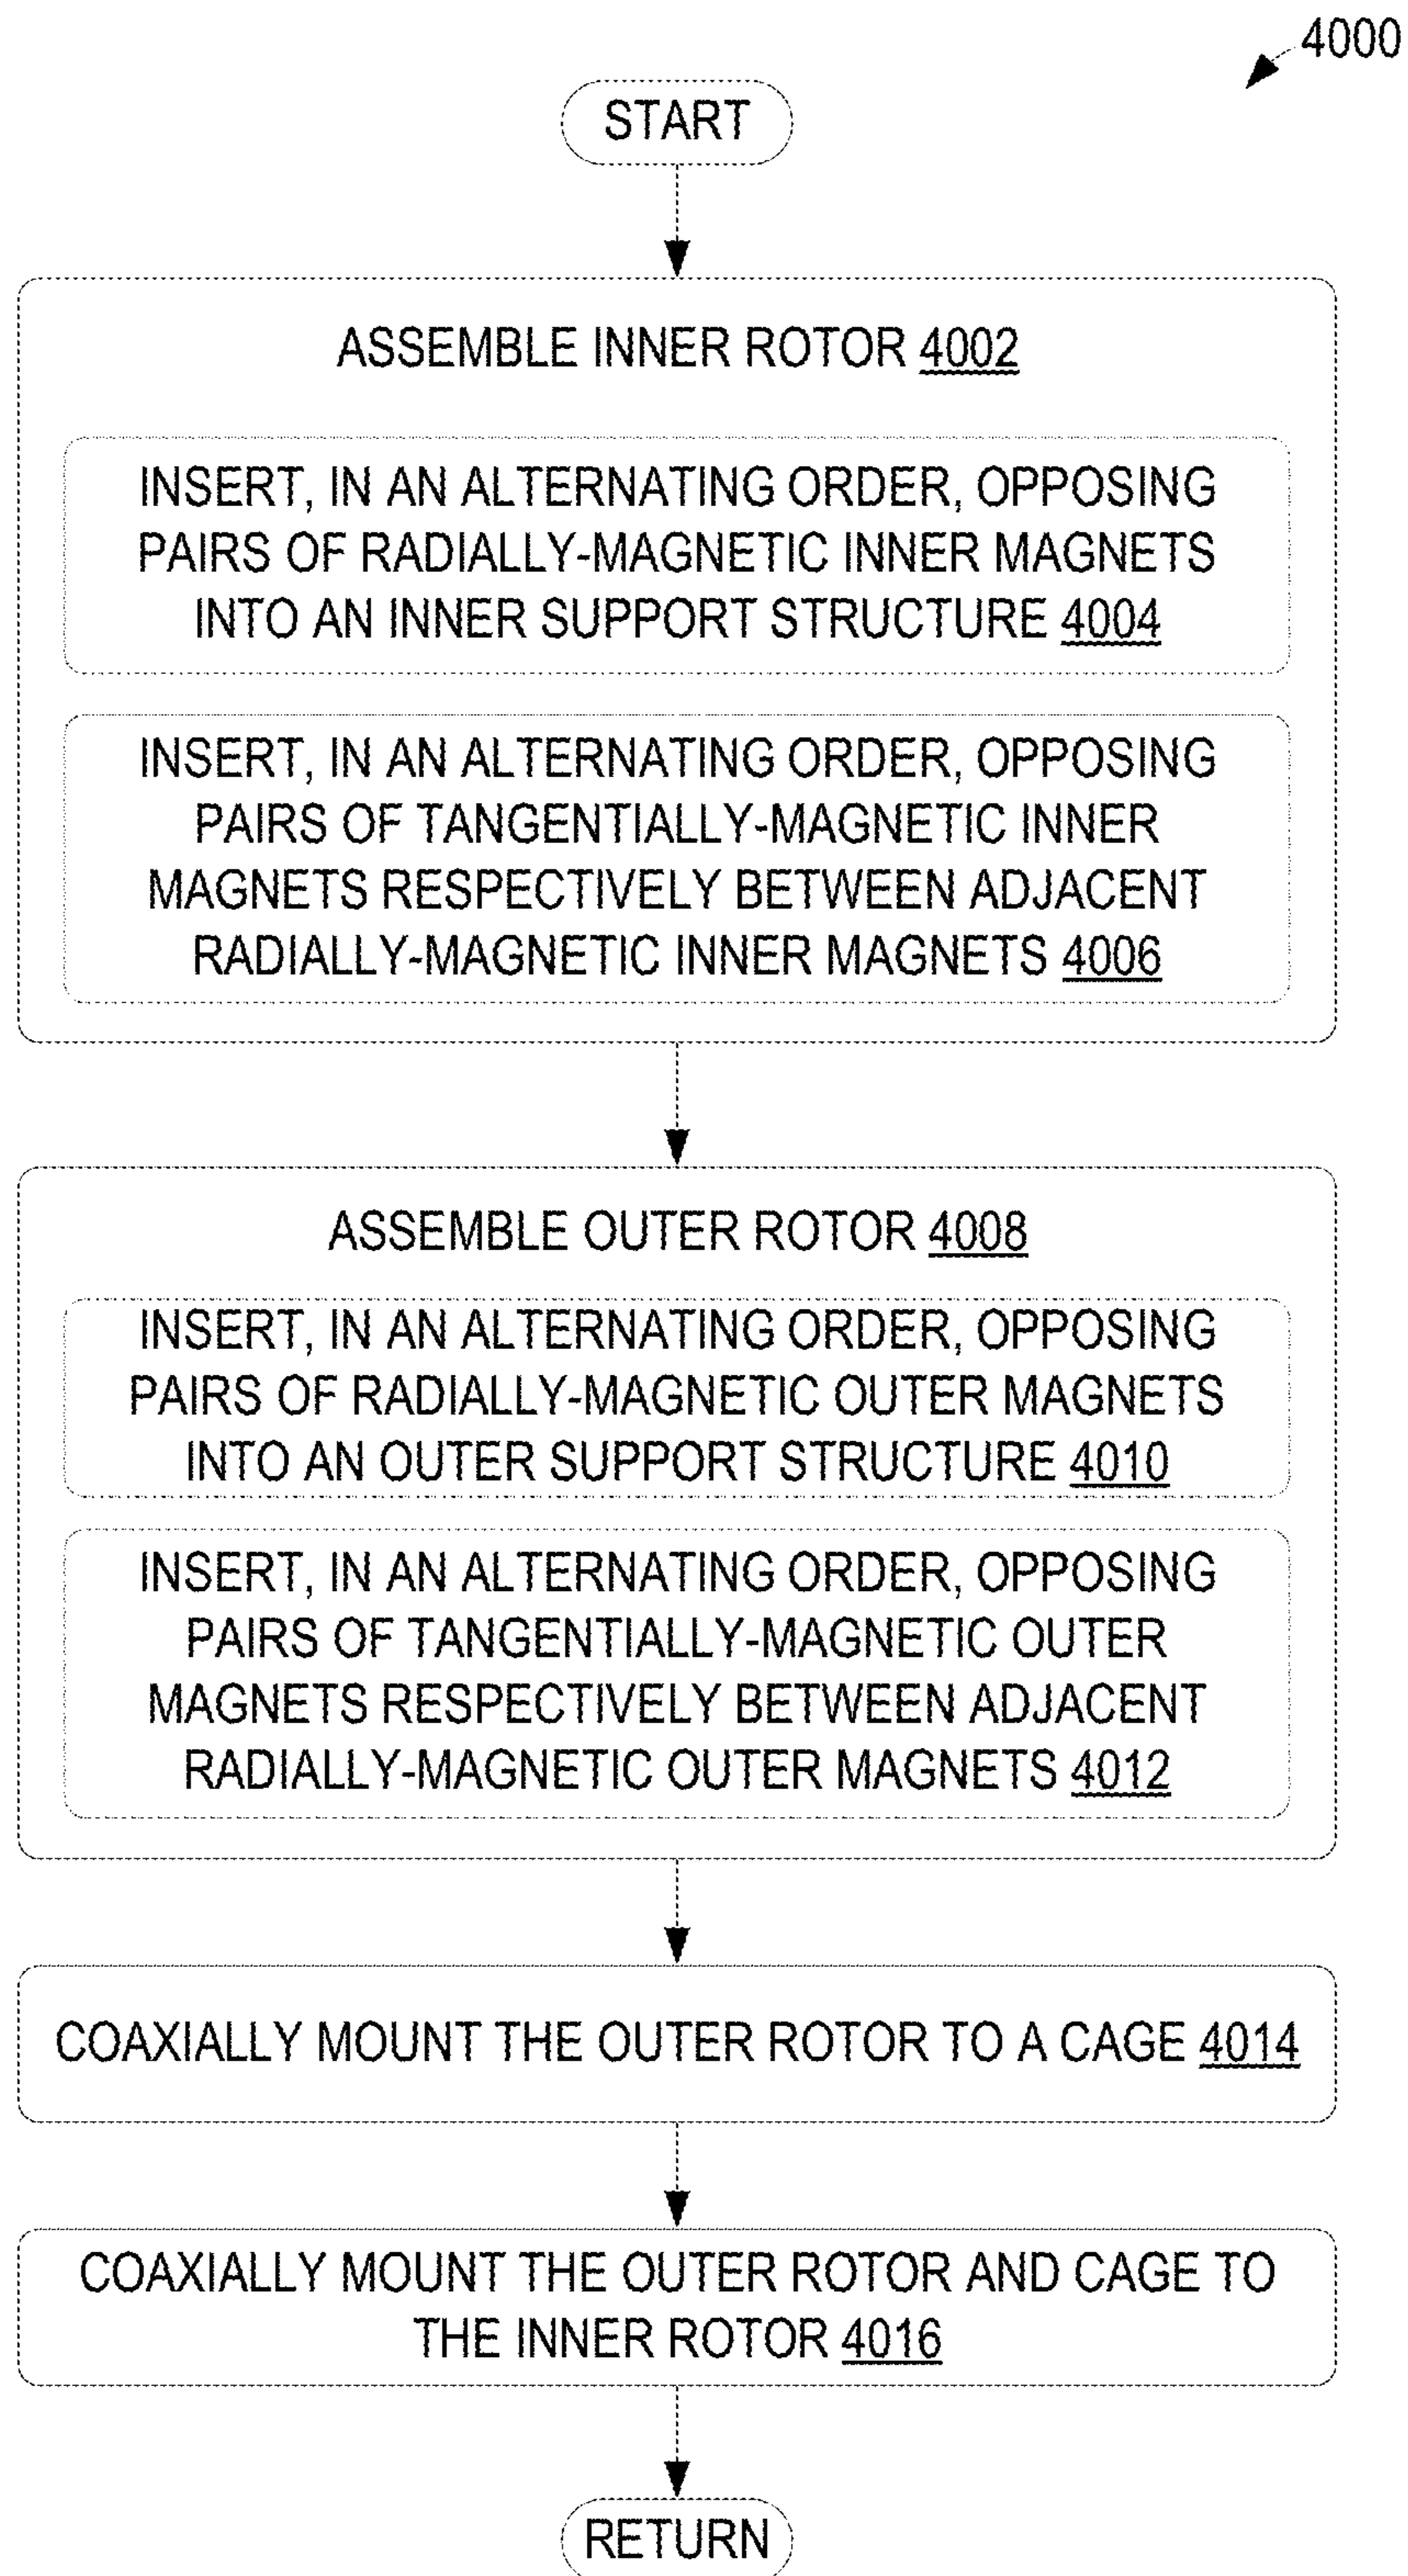 4000
START
ASSEMBLE INNER ROTOR 4002
INSERT, IN AN ALTERNATING ORDER, OPPOSING
PAIRS OF RADIALLY-MAGNETIC INNER MAGNETS
INTO AN INNER SUPPORT STRUCTURE 4004
INSERT, IN AN ALTERNATING ORDER, OPPOSING
PAIRS OF TANGENTIALLY-MAGNETIC INNER
MAGNETS RESPECTIVELY BETWEEN ADJACENT
RADIALLY-MAGNETIC INNER MAGNETS 4006
ASSEMBLE OUTER ROTOR 4008
INSERT, IN AN ALTERNATING ORDER, OPPOSING
PAIRS OF RADIALLY-MAGNETIC OUTER MAGNETS
INTO AN OUTER SUPPORT STRUCTURE 4010
INSERT, IN AN ALTERNATING ORDER, OPPOSING
PAIRS OF TANGENTIALLY-MAGNETIC OUTER
MAGNETS RESPECTIVELY BETWEEN ADJACENT
RADIALLY-MAGNETIC OUTER MAGNETS 4012
COAXIALLY MOUNT THE OUTER ROTOR TO A CAGE 4014
COAXIALLY MOUNT THE OUTER ROTOR AND CAGE TO
THE INNER ROTOR 4016
RETURN